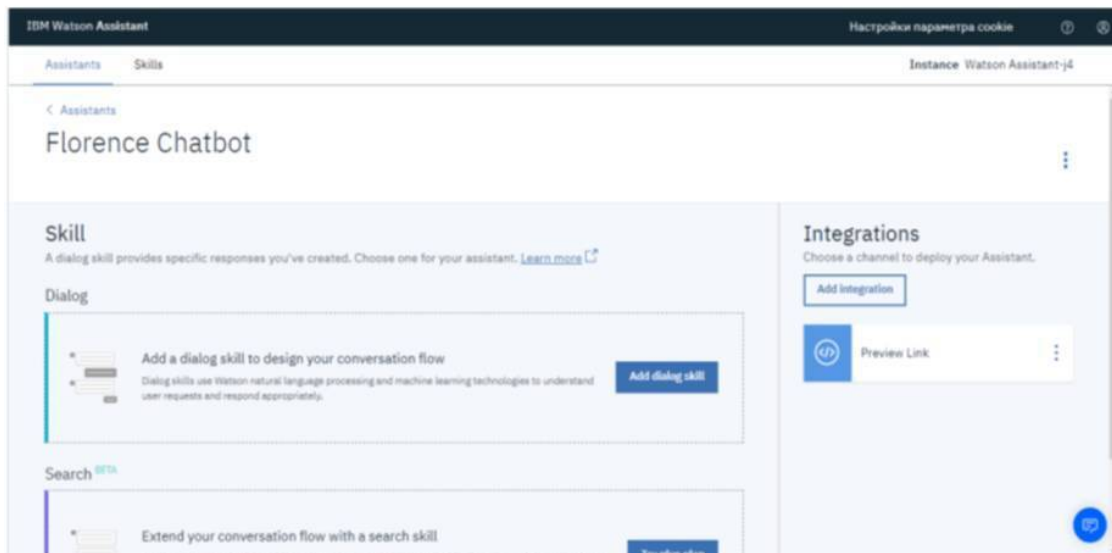 IBM Watson Assistant
Настройки параметра cookie
Assistants Skills
Instance Watson Assistant-j4
< Assistants
Florence Chatbot
Skill
A dialog skill provides specific responses you've created. Choose one for your assistant. Learn more
Dialog
Add a dialog skill to design your conversation flow
Dialog skills use Watson natural language processing and machine learning technologies to understand
user requests and respond appropriately.
Add dialog skill
Search BETA
Extend your conversation flow with a search skill
Integrations
Choose a channel to deploy your Assistant.
Add integration
Preview Link